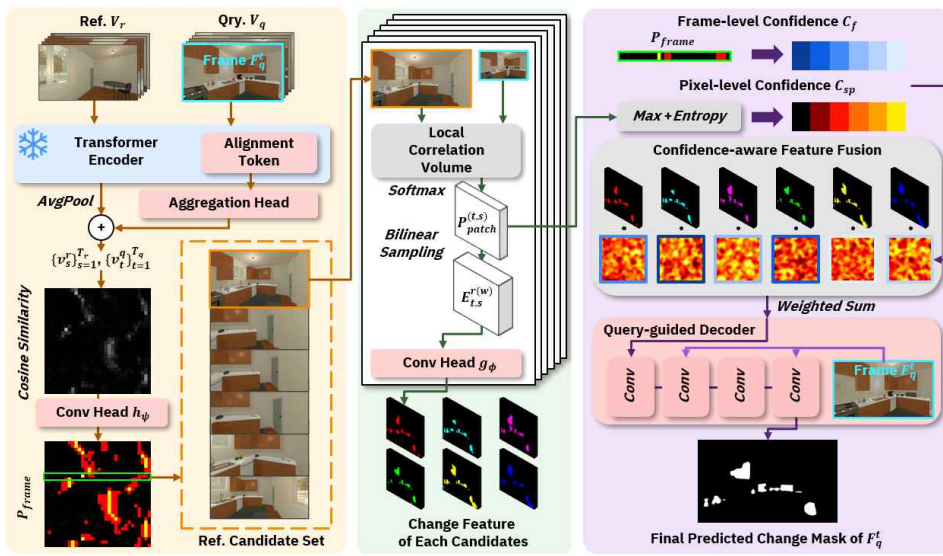 Ref. V_r
Qry. V_q
Frame F_q^t
Transformer
Encoder
Alignment
Token
AvgPool
Aggregation Head
+
{v_s^r}_{s=1}^{T_r}, {v_t^q}_{t=1}^{T_q}
Cosine Similarity
Conv Head h_ψ
P_frame
Ref. Candidate Set
Local
Correlation
Volume
Softmax
P_patch^(t,s)
Bilinear
Sampling
E_t.s^r(w)
Conv Head g_ϕ
Change Feature
of Each Candidates
Frame-level Confidence C_f
P_frame
Pixel-level Confidence C_sp
Max+Entropy
Confidence-aware Feature Fusion
Weighted Sum
Query-guided Decoder
Conv
Conv
Conv
Conv
Frame F_q^t
Final Predicted Change Mask of F_q^t